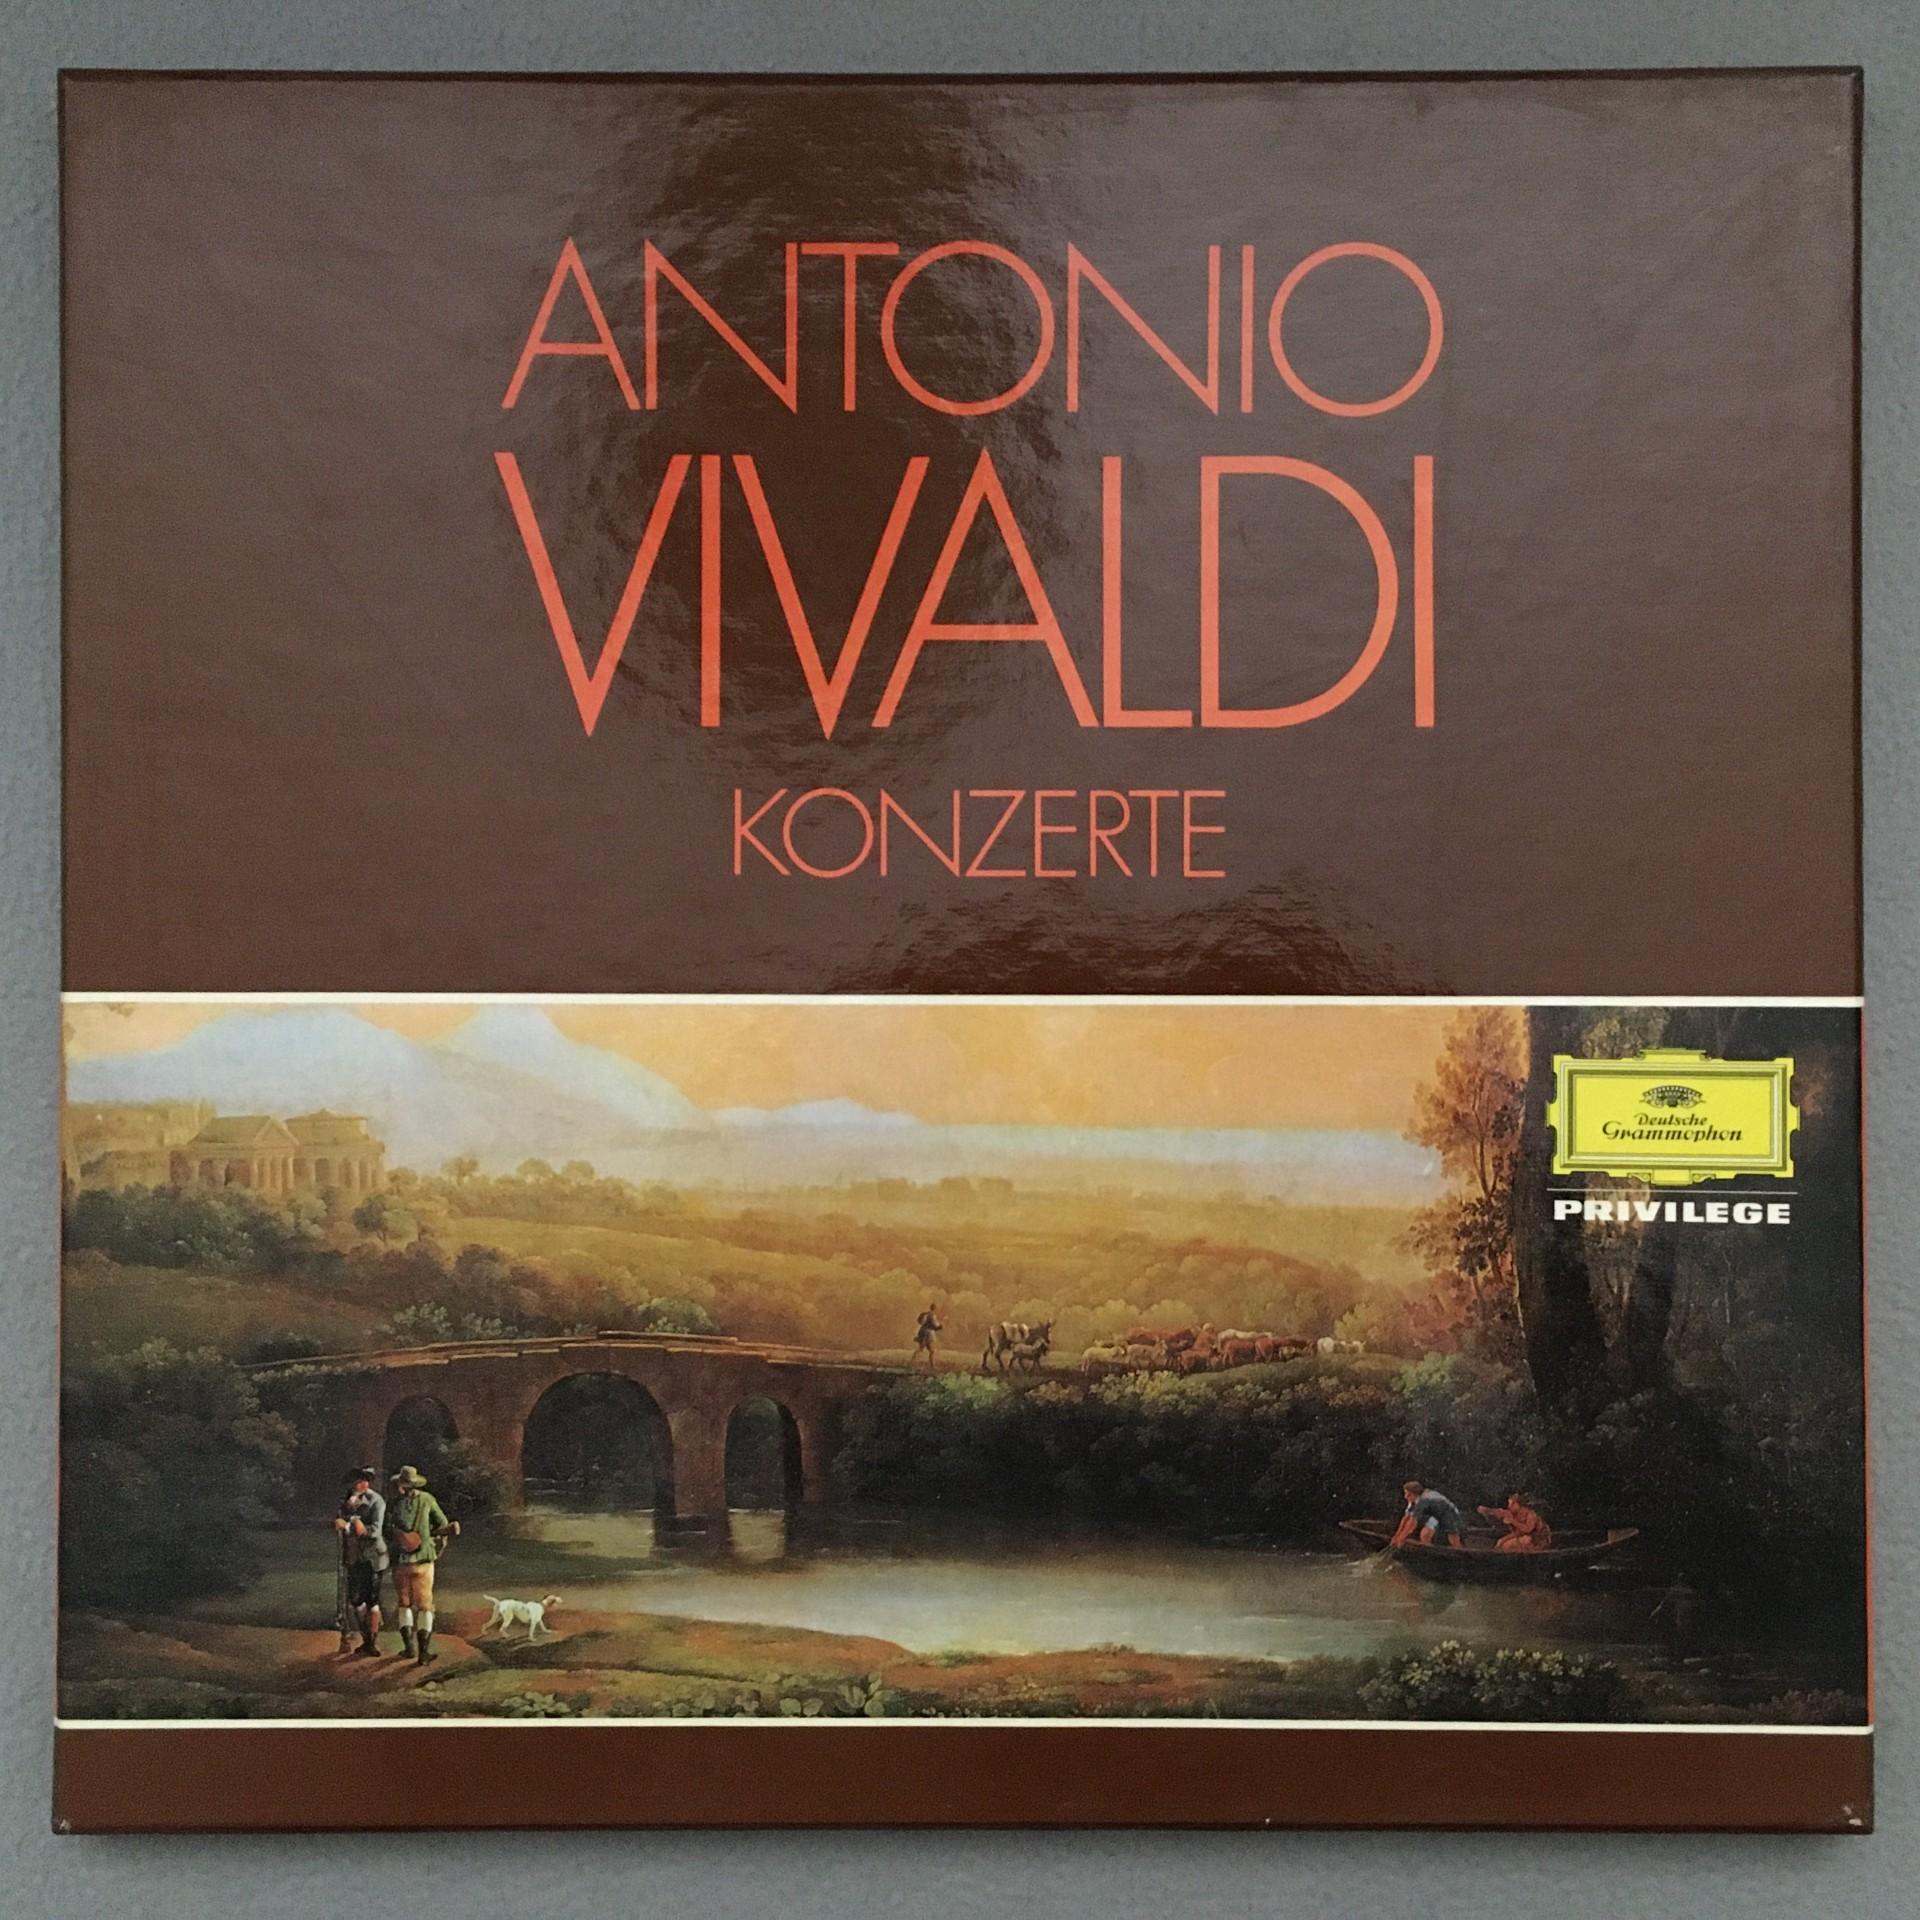 ANTONIO
VIVALDI
KONZERTE
Deutsche
Grammophon
PRIVILEGE